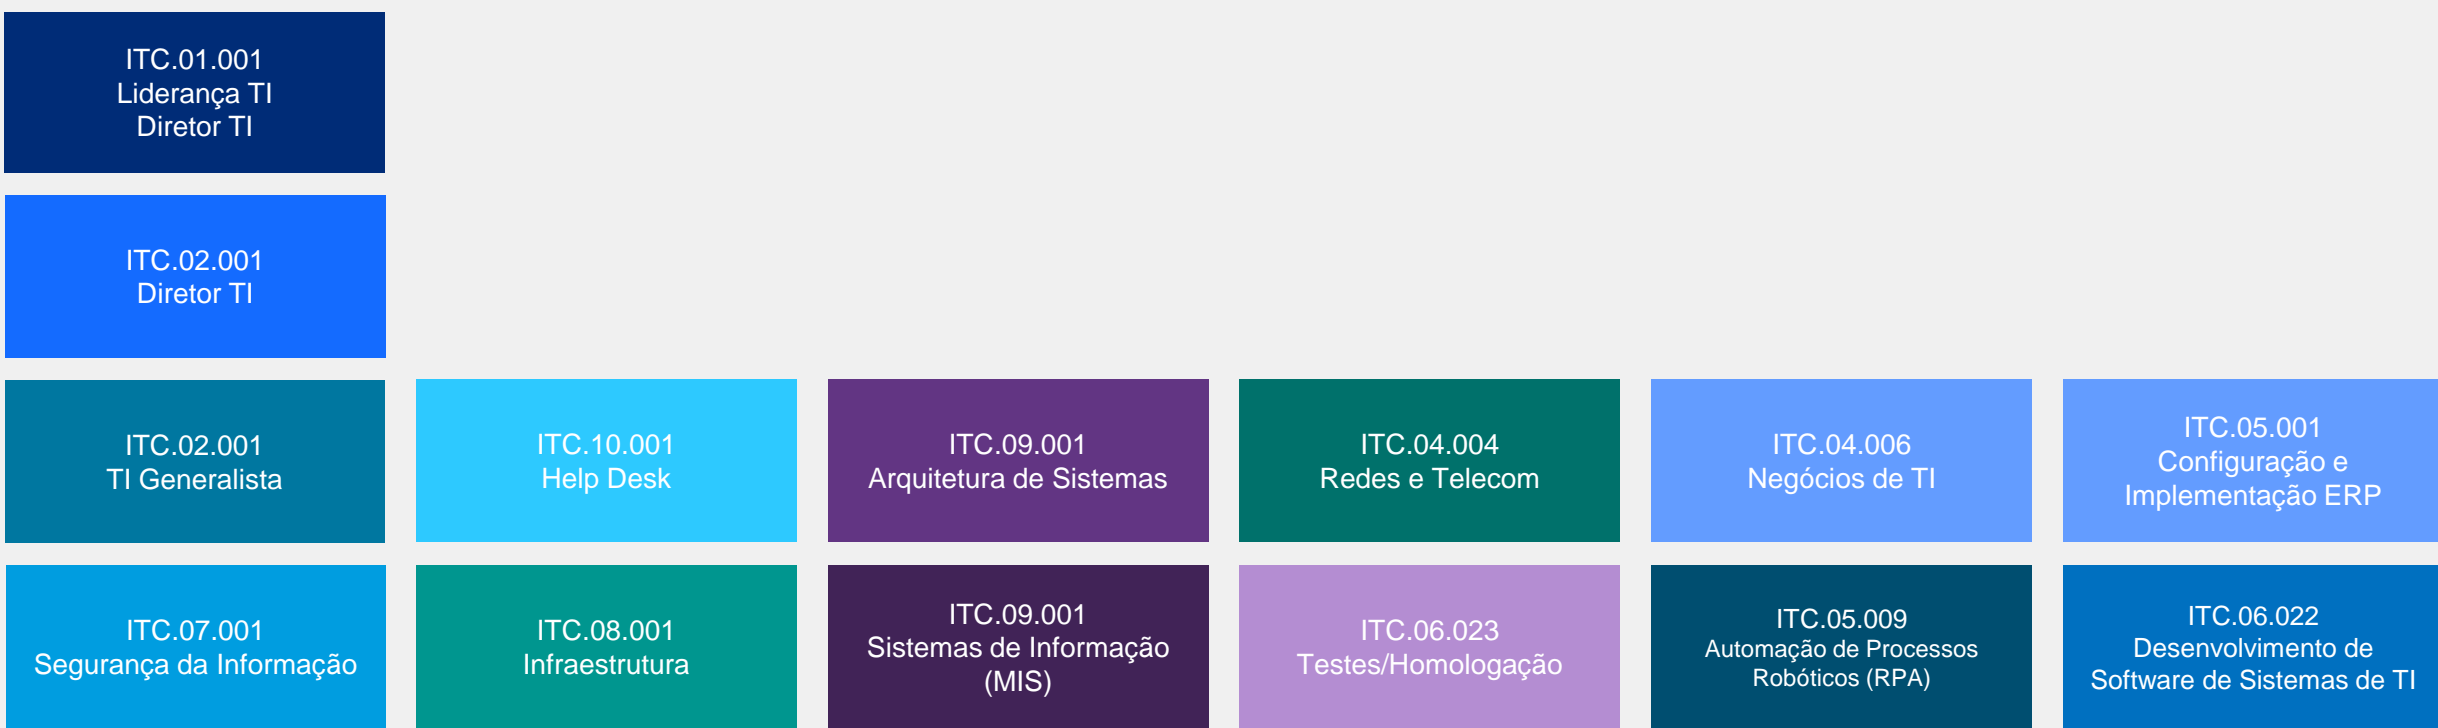 ITC.01.001
Liderança TI
Diretor TI
ITC.02.001
Diretor TI
ITC.02.001
TI Generalista
ITC.10.001
Help Desk
ITC.09.001
Arquitetura de Sistemas
ITC.04.004
Redes e Telecom
ITC.04.006
Negócios de TI
ITC.05.001
Configuração e
Implementação ERP
ITC.07.001
Segurança da Informação
ITC.08.001
Infraestrutura
ITC.09.001
Sistemas de Informação
(MIS)
ITC.06.023
Testes/Homologação
ITC.05.009
Automação de Processos
Robóticos (RPA)
ITC.06.022
Desenvolvimento de
Software de Sistemas de TI